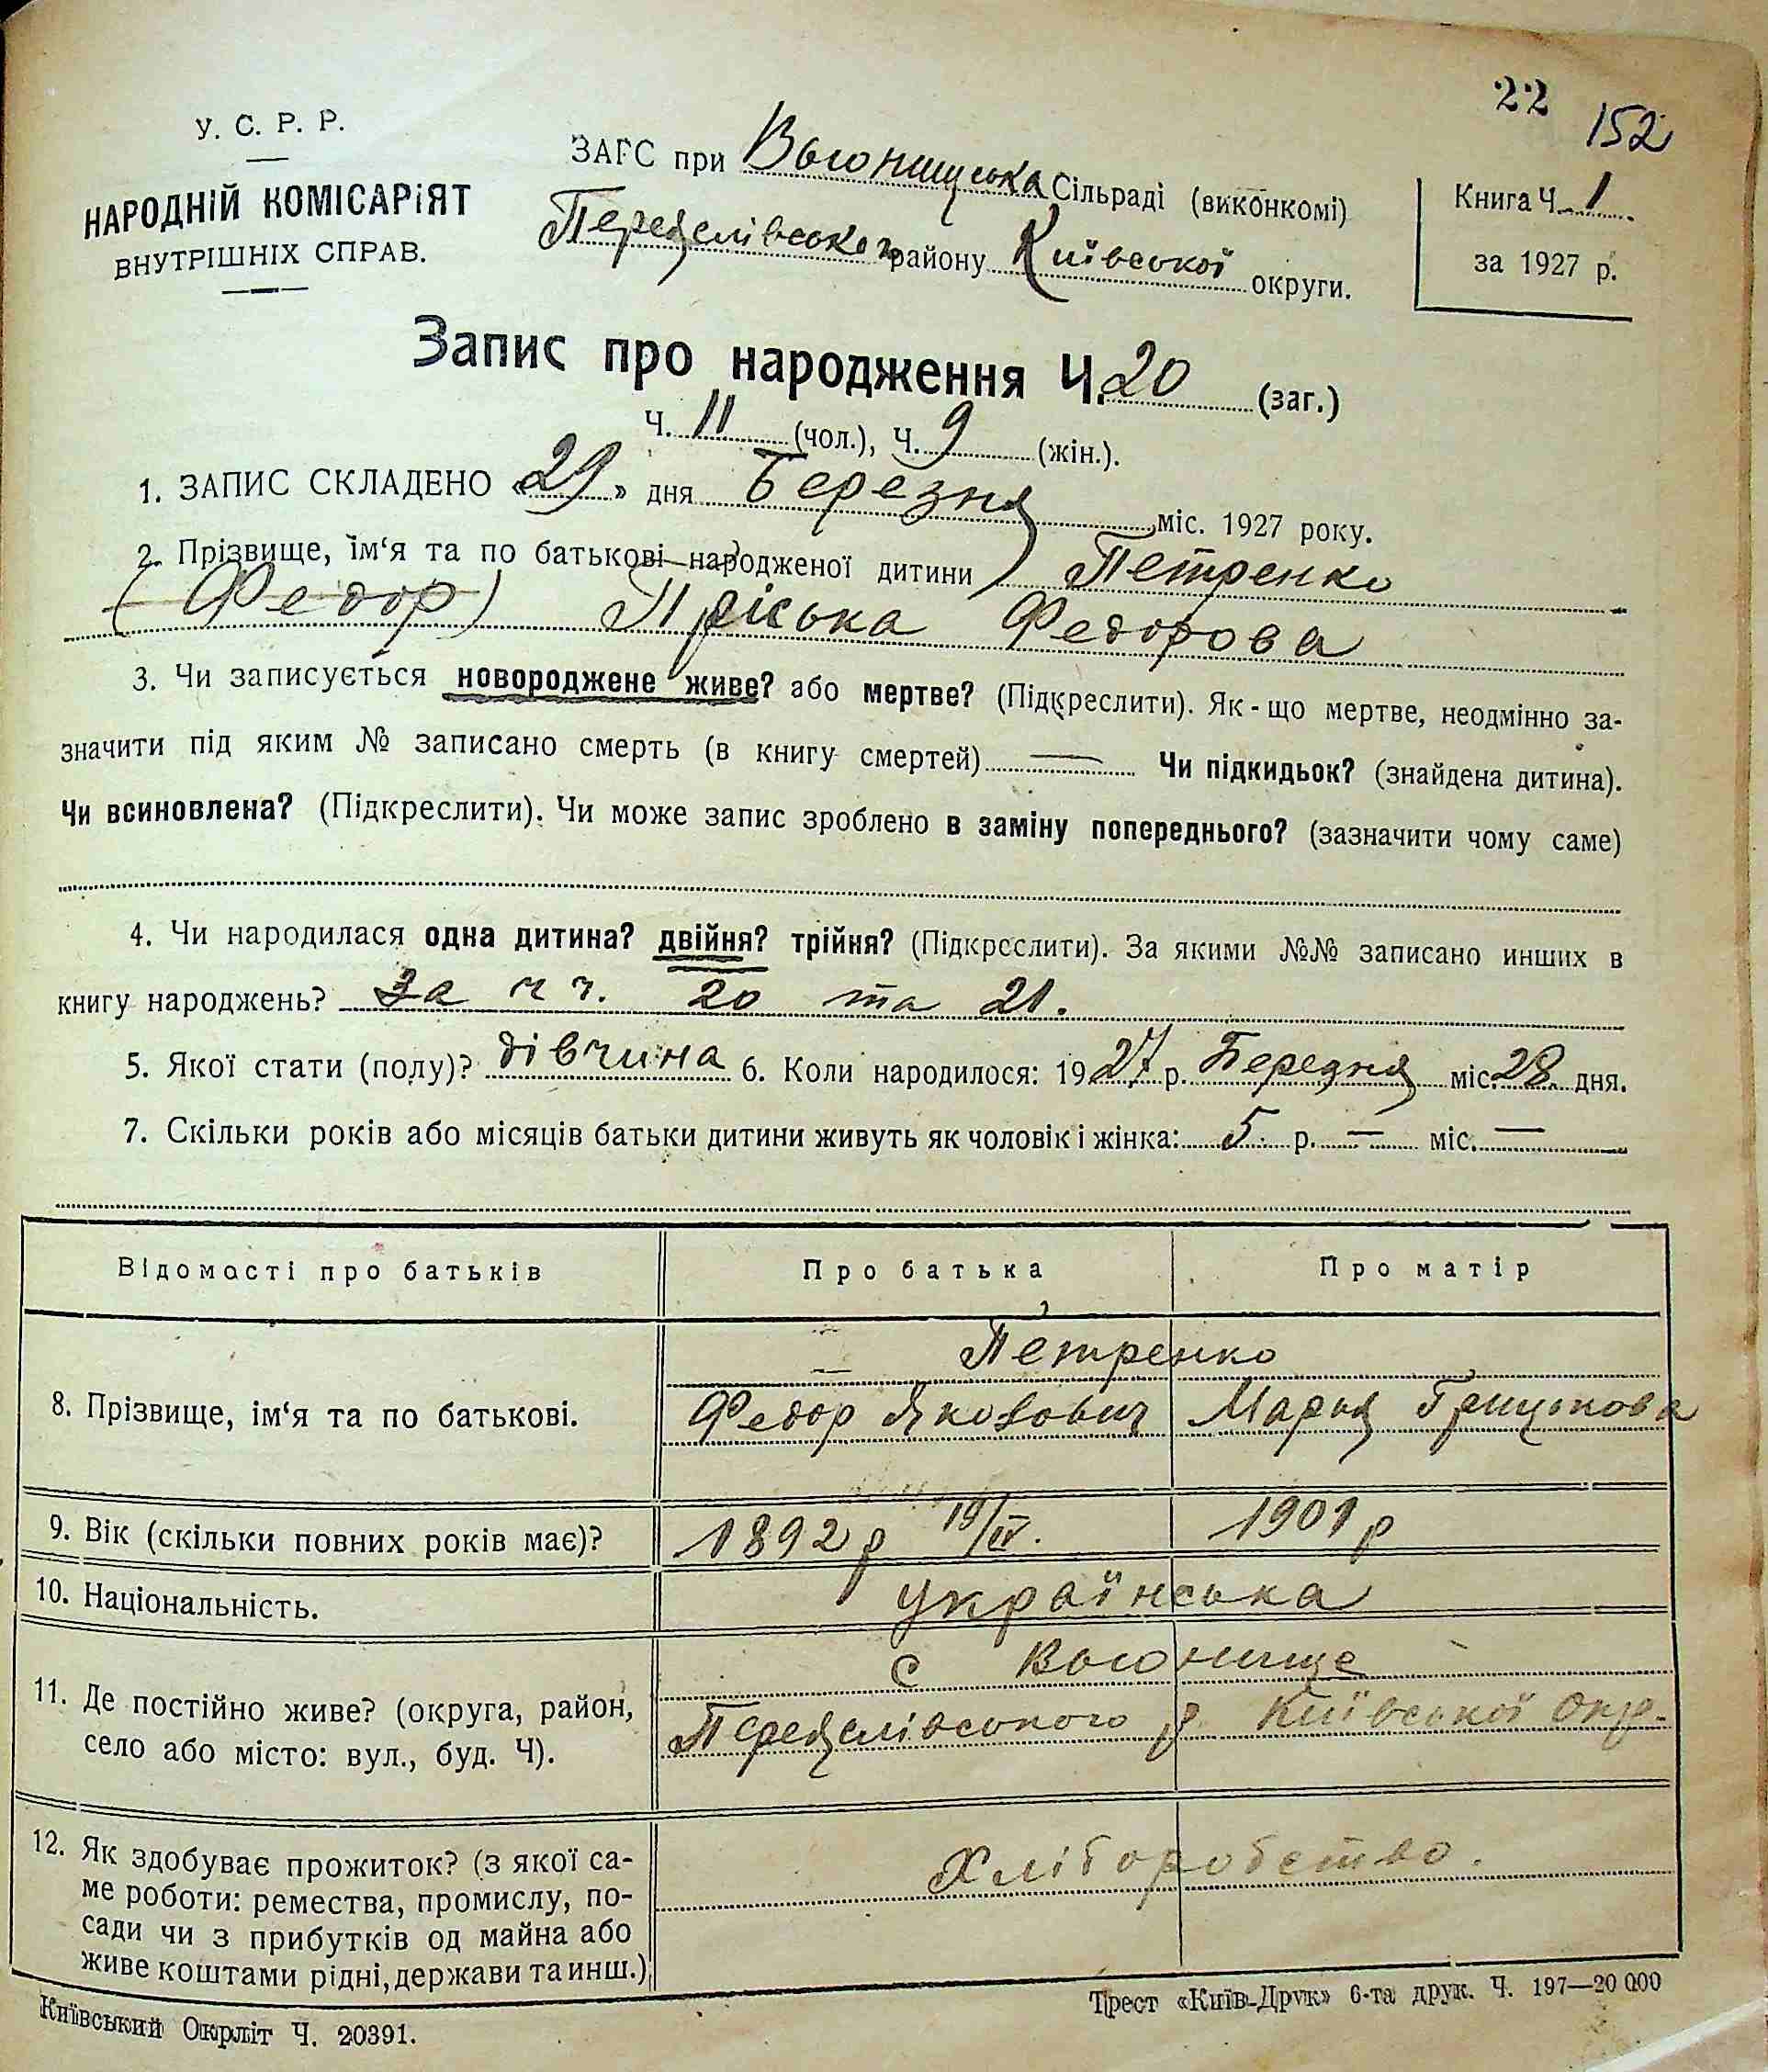 22
152
У. С. Р. Р.
НАРОДНІЙ КОМІСАРІЯТ
ВНУТРІШНІХ СПРАВ.
ЗАГС при Вьюнищська Сільраді (виконкомі)
Переяслівського району Київської округи.
Книга Ч. 1
за 1927 р.
Запис про народження Ч. 20 (заг.)
Ч. 11 (чол.), Ч. 9 (жін.).
1. ЗАПИС СКЛАДЕНО «29» дня Березня міс. 1927 року.
2. Прізвище, їм‘я та по батькові народженої дитини Петренко
(Федор) Пріська Федорова
3. Чи записується новороджене живе? або мертве? (Підкреслити). Як-що мертве, неодмінно за-
значити під яким № записано смерть (в книгу смертей) — Чи підкидьок? (знайдена дитина).
Чи всиновлена? (Підкреслити). Чи може запис зроблено в заміну попереднього? (зазначити чому саме)
4. Чи народилася одна дитина? двійня? трійня? (Підкреслити). За якими №№ записано инших в
книгу народжень? За чч. 20 та 21.
5. Якої стати (полу)? дівчина 6. Коли народилося: 1927 р. Березня міс. 28 дня.
7. Скільки років або місяців батьки дитини живуть як чоловік і жінка: 5 р. — міс. —
Відомості про батьків Про батька Про матір
Петренко
8. Прізвище, ім‘я та по батькові. Федор Яковович Марья Грицькова
9. Вік (скільки повних років має)? 1892 р 19/IV. 1901 р
10. Національність. українська
с Вьюнище
11. Де постійно живе? (округа, район,
село або місто: вул., буд. Ч). Переяслівського р. Київської Окр.
12. Як здобуває прожиток? (з якої са- Хліборобство.
ме роботи: ремества, промислу, по-
сади чи з прибутків од майна або
живе коштами рідні, держави та инш.)
Київський Окрліт Ч. 20391.
Трест «Київ-Друк» 6-та друк. Ч. 197—20 000